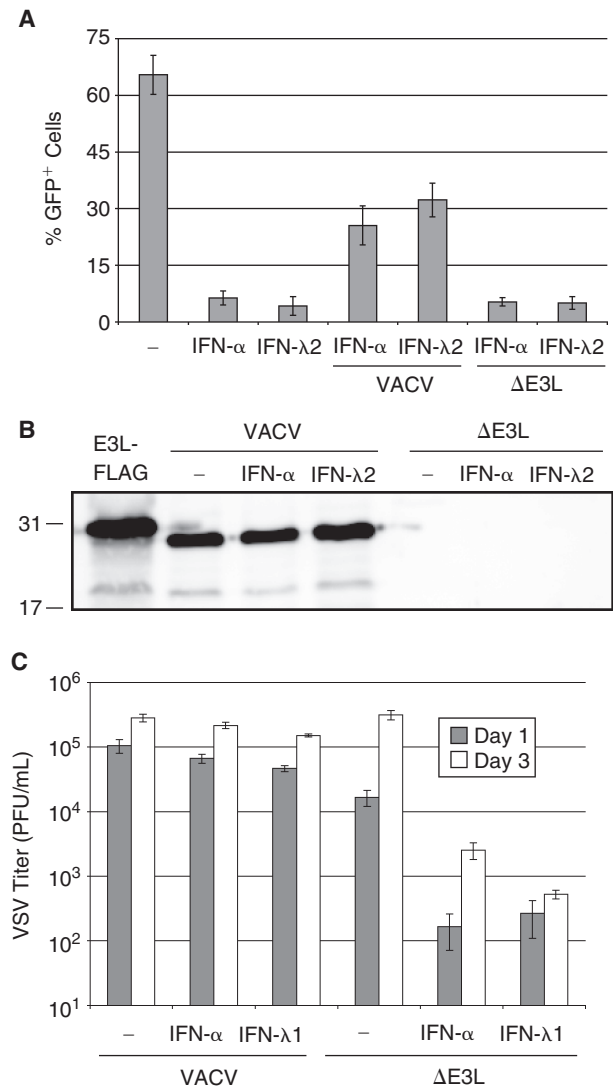 A
75
60
45
30
15
0
% GFP⁺ Cells
– IFN-α IFN-λ2 IFN-α IFN-λ2 IFN-α IFN-λ2
VACV ΔE3L
B
E3L-
FLAG
VACV ΔE3L
– IFN-α IFN-λ2 – IFN-α IFN-λ2
31
17
C
10⁶
10⁵
10⁴
10³
10²
10¹
VSV Titer (PFU/mL)
Day 1
Day 3
– IFN-α IFN-λ1 – IFN-α IFN-λ1
VACV ΔE3L